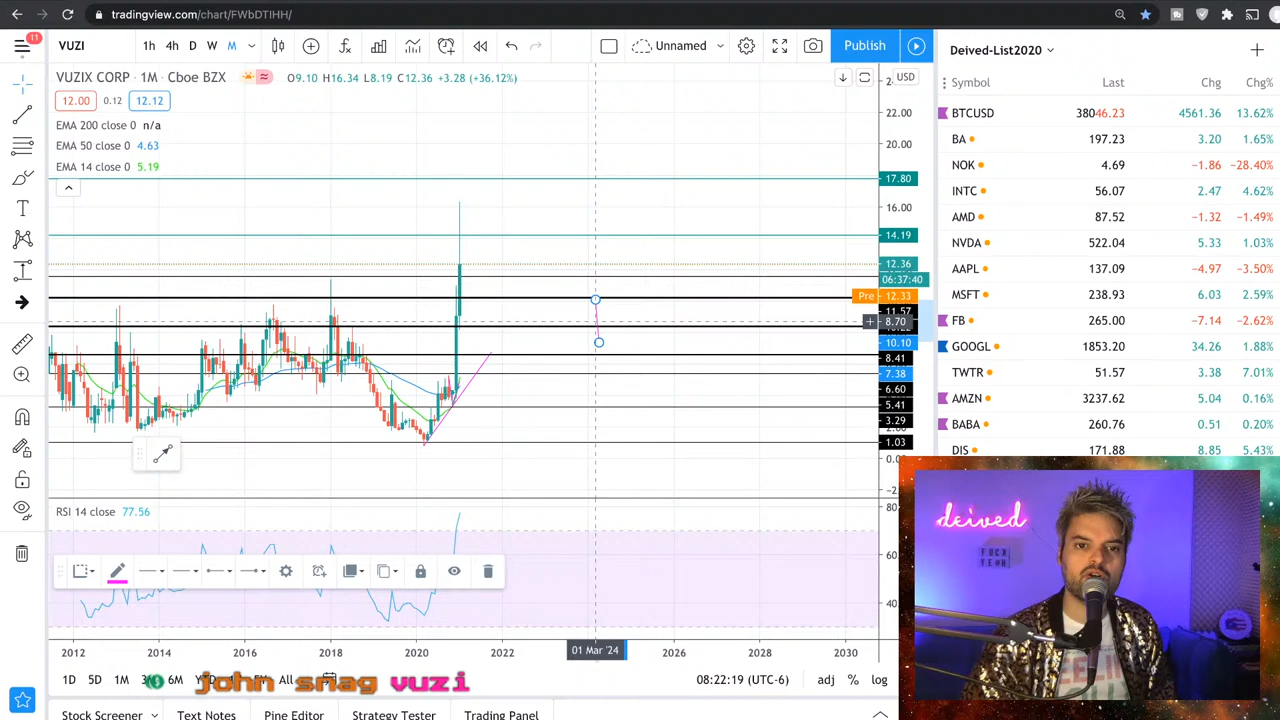 tradingview.com/chart/FWbDTIHH/
11
VUZI 1h 4h D W M Unnamed Publish Deived-List2020
VUZIX CORP · 1M · Cboe BZX O9.10 H16.34 L8.19 C12.36 +3.28 (+36.12%) USD
12.00 0.12 12.12
EMA 200 close 0 n/a
EMA 50 close 0 4.63
EMA 14 close 0 5.19
22.00
20.00
17.80
16.00
14.19
12.36
06:37:40
Pre 12.33
11.57
8.70
10.10
8.41
7.38
6.60
5.41
3.29
1.03
Symbol Last Chg Chg%
BTCUSD 38046.23 4561.36 13.62%
BA 197.23 3.20 1.65%
NOK 4.69 −1.86 −28.40%
INTC 56.07 2.47 4.62%
AMD 87.52 −1.32 −1.49%
NVDA 522.04 5.33 1.03%
AAPL 137.09 −4.97 −3.50%
MSFT 238.93 6.03 2.59%
FB 265.00 −7.14 −2.62%
GOOGL 1853.20 34.26 1.88%
TWTR 51.57 3.38 7.01%
AMZN 3237.62 5.04 0.16%
BABA 260.76 0.51 0.20%
DIS 171.88 8.85 5.43%
RSI 14 close 77.56
80
60
40
2012 2014 2016 2018 2020 2022 01 Mar '24 2026 2028 2030
1D 5D 1M 6M All 08:22:19 (UTC-6) adj % log
john smag vuzi
Stock Screener Text Notes Pine Editor Strategy Tester Trading Panel
deived
FUCK
YEAH